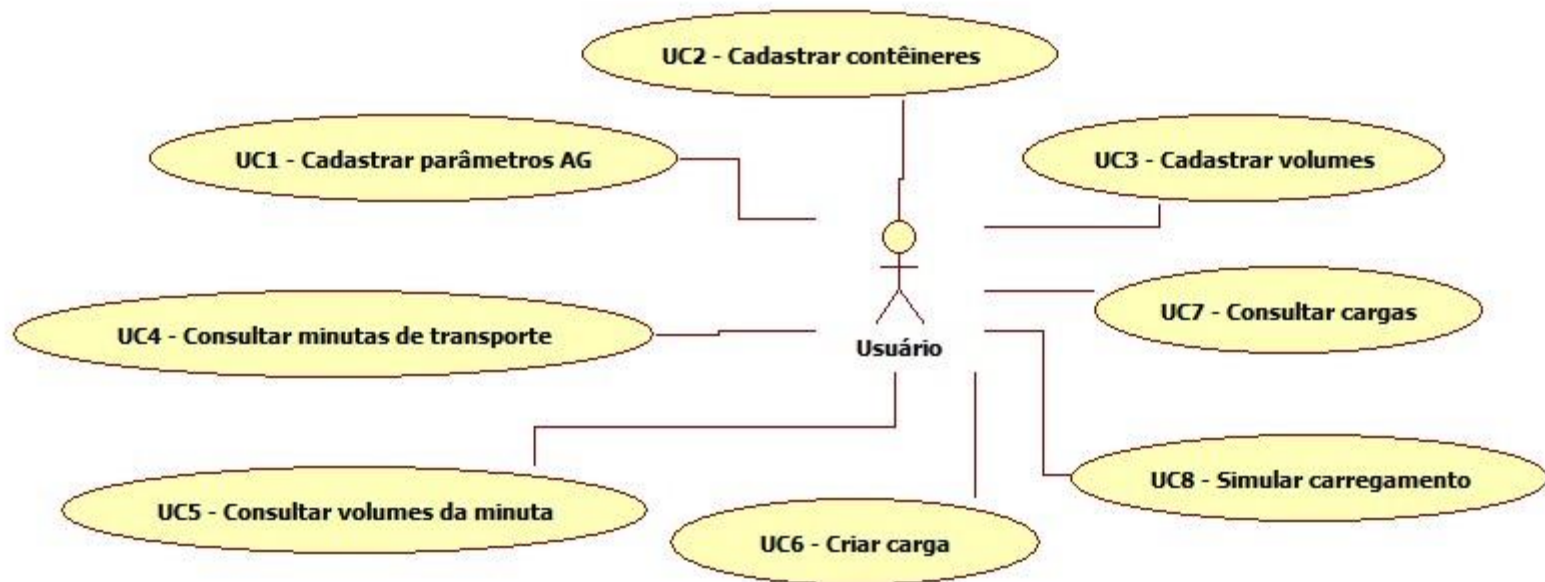 UC2 - Cadastrar contêineres
UC1 - Cadastrar parâmetros AG
UC3 - Cadastrar volumes
UC7 - Consultar cargas
UC4 - Consultar minutas de transporte
Usuário
UC8 - Simular carregamento
UC5 - Consultar volumes da minuta
UC6 - Criar carga